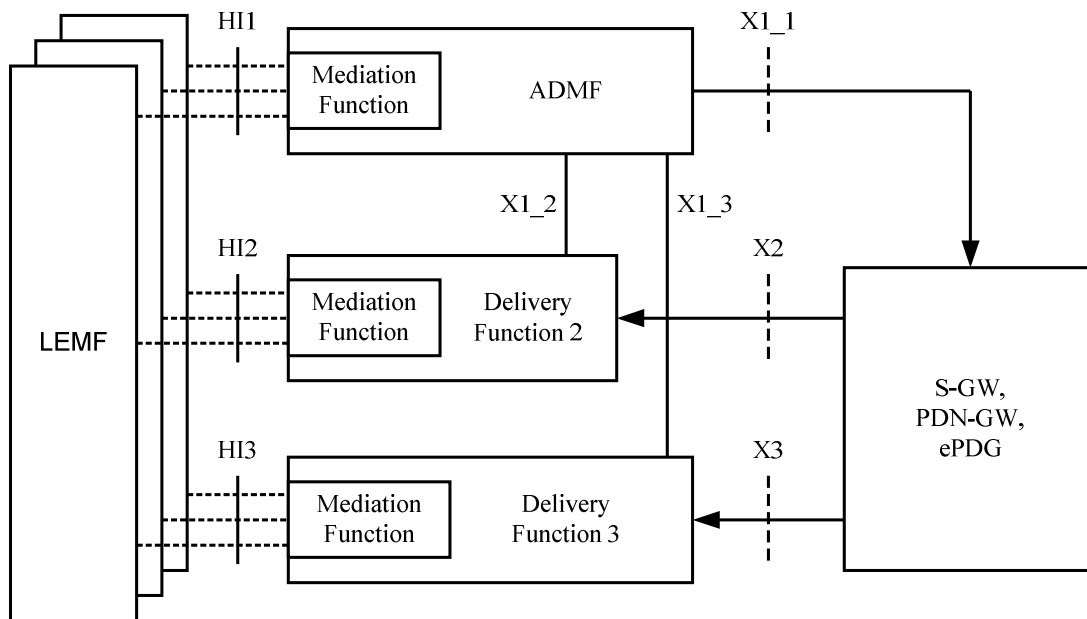 HI1
X1_1
Mediation
Function
ADMF
X1_2
X1_3
HI2
X2
Mediation
Function
Delivery
Function 2
LEMF
S-GW,
PDN-GW,
ePDG
HI3
X3
Mediation
Function
Delivery
Function 3